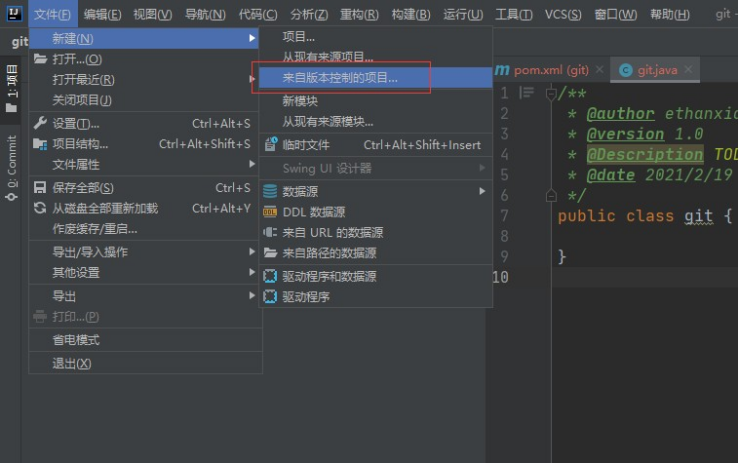 IJ 文件(F) 编辑(E) 视图(V) 导航(N) 代码(C) 分析(Z) 重构(R) 构建(B) 运行(U) 工具(T) VCS(S) 窗口(W) 帮助(H) git -
git
1: 项目
0: Commit
新建(N)
打开...(O)
打开最近(R)
关闭项目(J)
设置(T)... Ctrl+Alt+S
项目结构... Ctrl+Alt+Shift+S
文件属性
保存全部(S) Ctrl+S
从磁盘全部重新加载 Ctrl+Alt+Y
作废缓存/重启...
导出/导入操作
其他设置
导出
打印...(P)
省电模式
退出(X)
项目...
从现有来源项目...
来自版本控制的项目...
新模块
从现有来源模块...
临时文件 Ctrl+Alt+Shift+Insert
Swing UI 设计器
数据源
DDL 数据源
来自 URL 的数据源
来自路径的数据源
驱动程序和数据源
驱动程序
m pom.xml (git) × C git.java ×
1 /**
2 * @author ethanxia
3 * @version 1.0
4 * @Description TOD
5 * @date 2021/2/19
6 */
7 public class git {
8
9 }
10